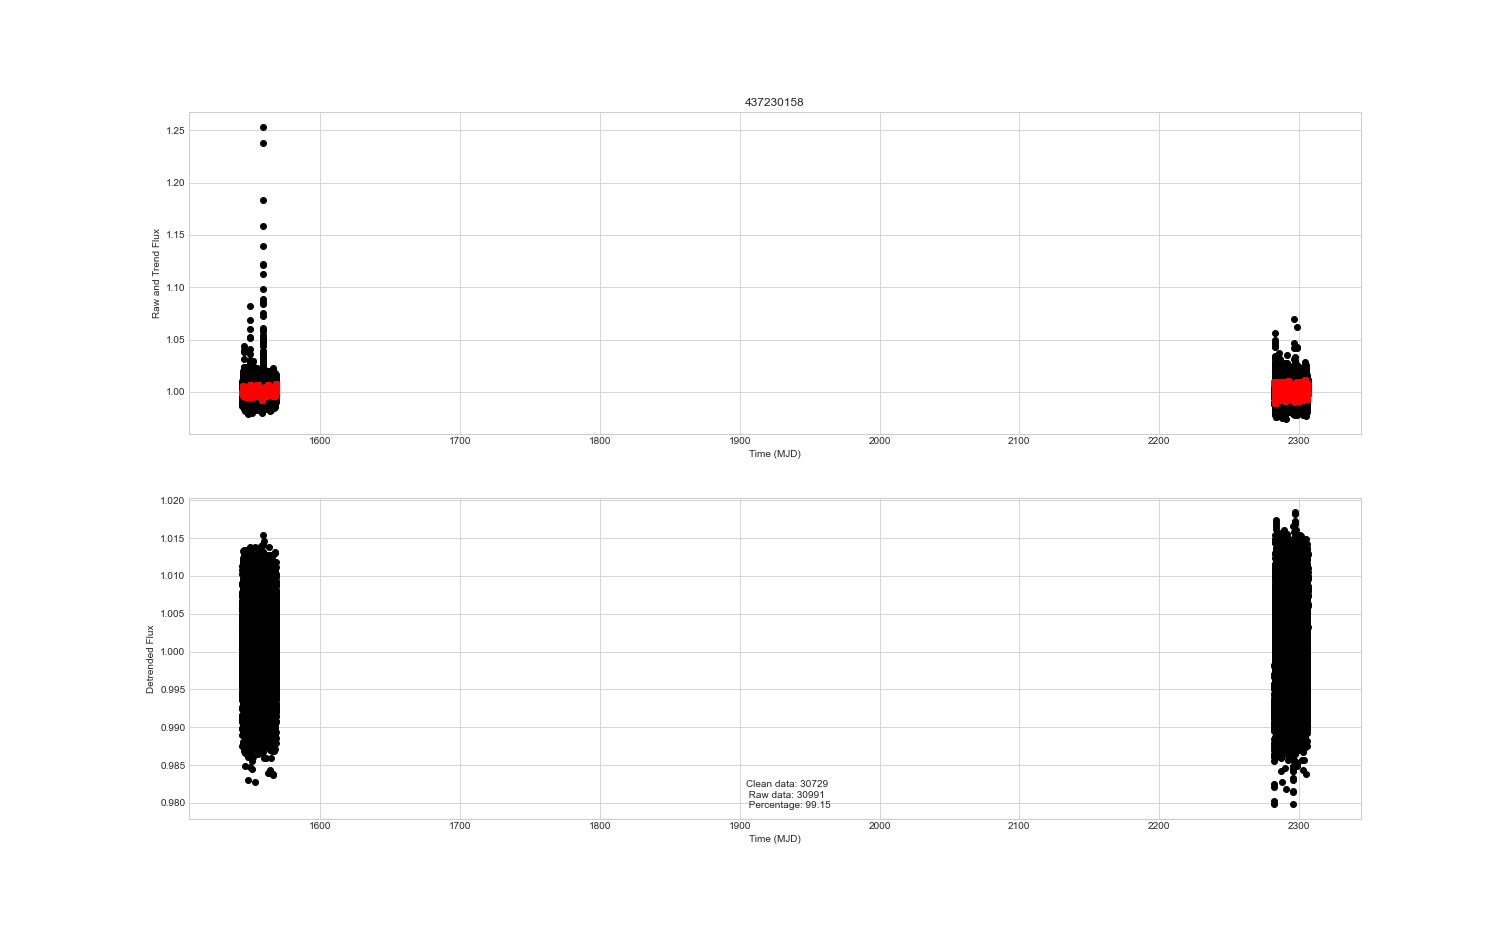 437230158
1.25
1.20
1.15
1.10
1.05
1.00
Raw and Trend Flux
1600 1700 1800 1900 2000 2100 2200 2300
Time (MJD)
1.020
1.015
1.010
1.005
1.000
0.995
0.990
0.985
0.980
Detrended Flux
Clean data: 30729
Raw data: 30991
Percentage: 99.15
1600 1700 1800 1900 2000 2100 2200 2300
Time (MJD)